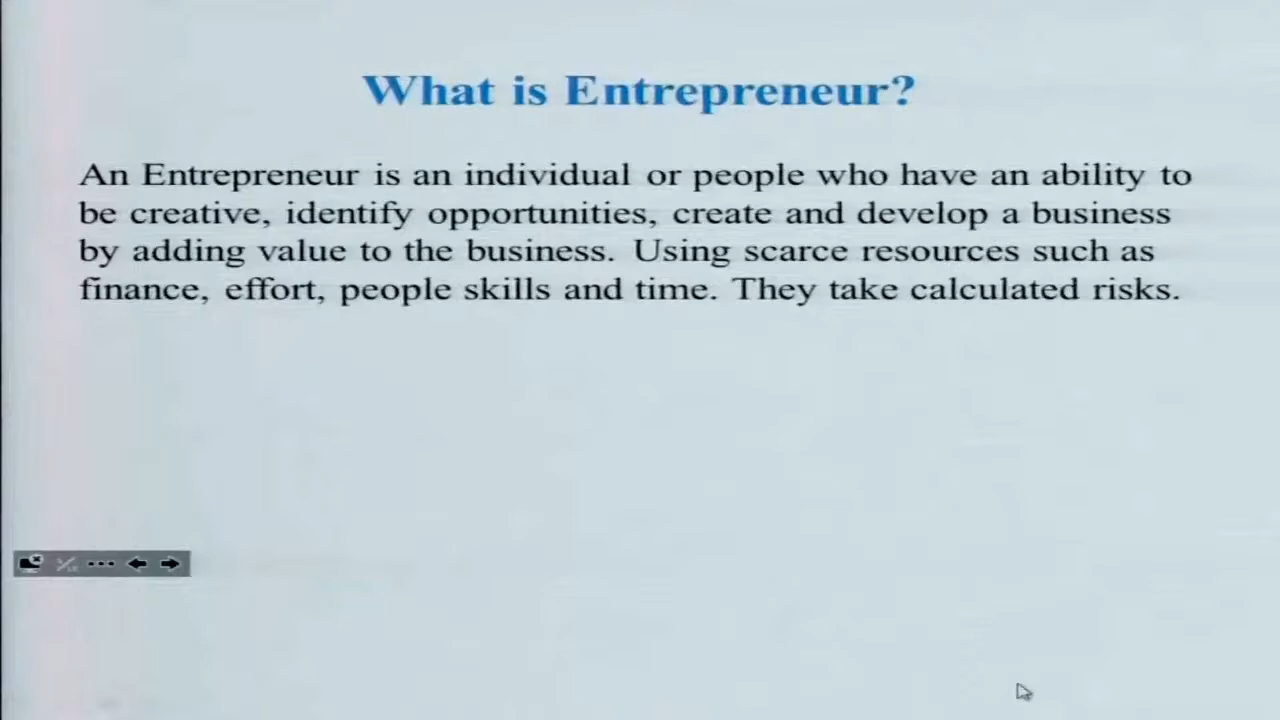 What is Entrepreneur?
An Entrepreneur is an individual or people who have an ability to
be creative, identify opportunities, create and develop a business
by adding value to the business. Using scarce resources such as
finance, effort, people skills and time. They take calculated risks.